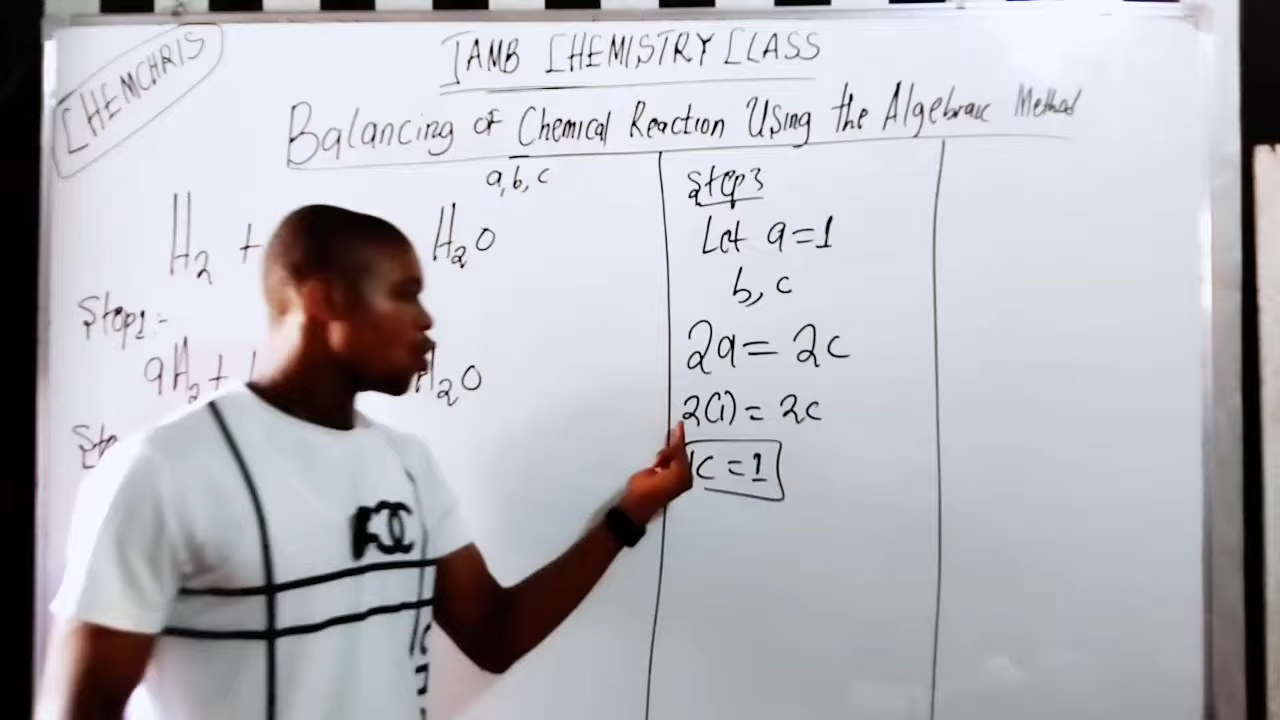 CHEMCHRIS
JAMB CHEMISTRY CLASS
Balancing of Chemical Reaction Using the Algebraic Method
a, b, c
H₂ + H₂O
Step1:-
aH₂ + H₂O
Step3
Let a=1
b, c
2a = 2c
2(1) = 2c
c = 1